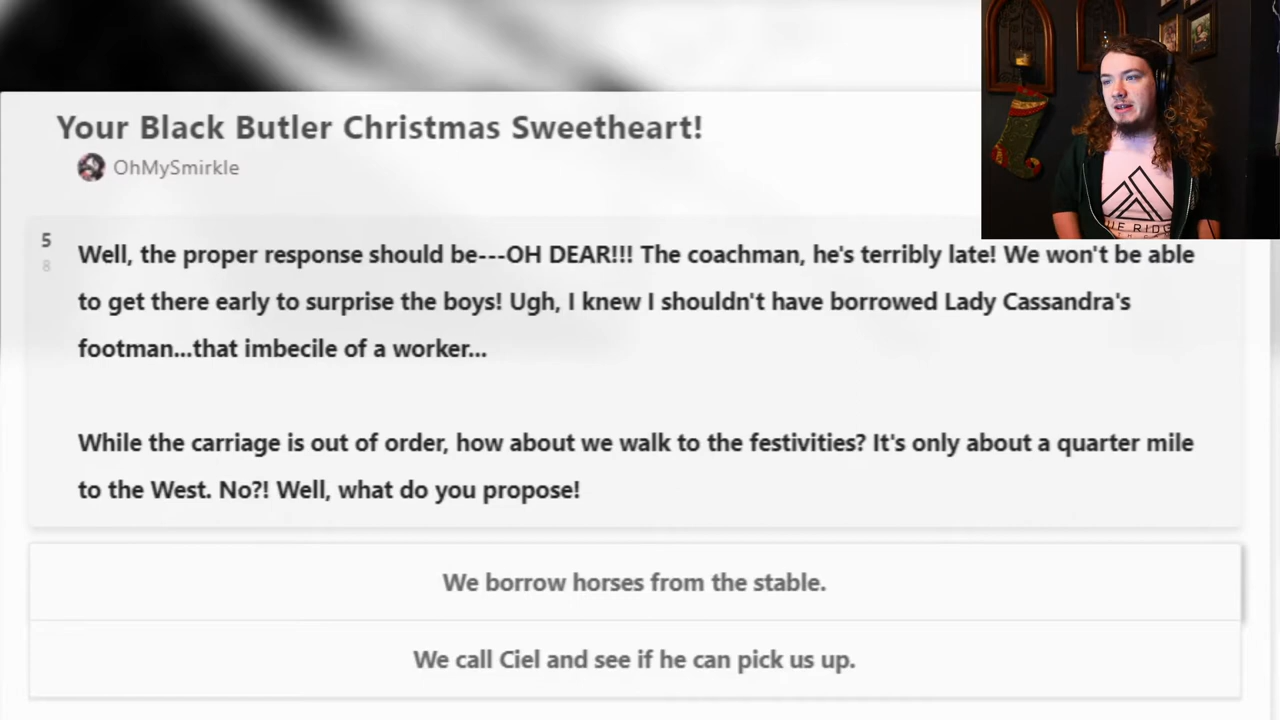 Your Black Butler Christmas Sweetheart!
OhMySmirkle
5
8
Well, the proper response should be---OH DEAR!!! The coachman, he's terribly late! We won't be able
to get there early to surprise the boys! Ugh, I knew I shouldn't have borrowed Lady Cassandra's
footman...that imbecile of a worker...
While the carriage is out of order, how about we walk to the festivities? It's only about a quarter mile
to the West. No?! Well, what do you propose!
We borrow horses from the stable.
We call Ciel and see if he can pick us up.